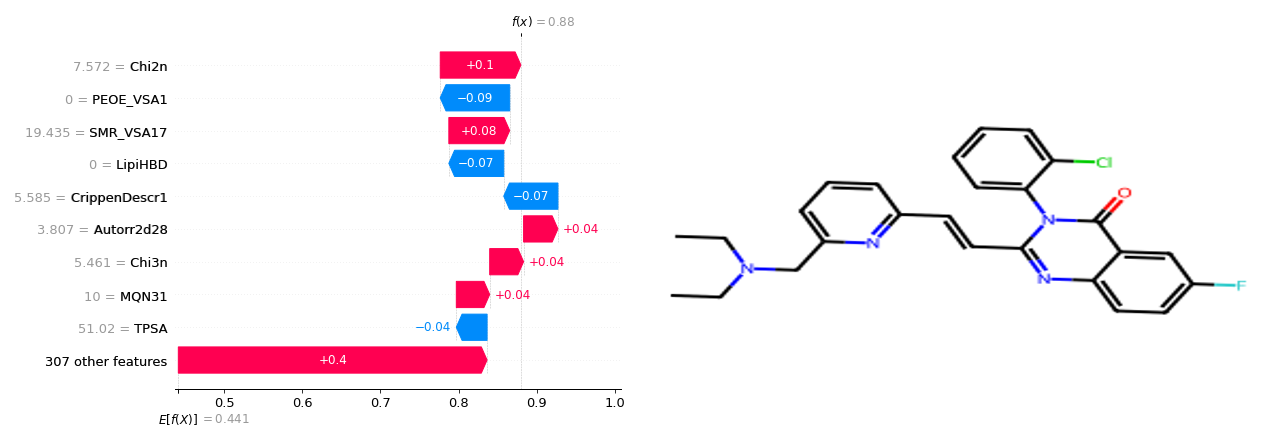 f(x) = 0.88
7.572 = Chi2n +0.1
0 = PEOE_VSA1 −0.09
19.435 = SMR_VSA17 +0.08
0 = LipiHBD −0.07
5.585 = CrippenDescr1 −0.07
3.807 = Autorr2d28 +0.04
5.461 = Chi3n +0.04
10 = MQN31 +0.04
51.02 = TPSA −0.04
307 other features +0.4
0.5 0.6 0.7 0.8 0.9 1.0
E[f(X)] = 0.441
Cl
O
N
N
N
N
F